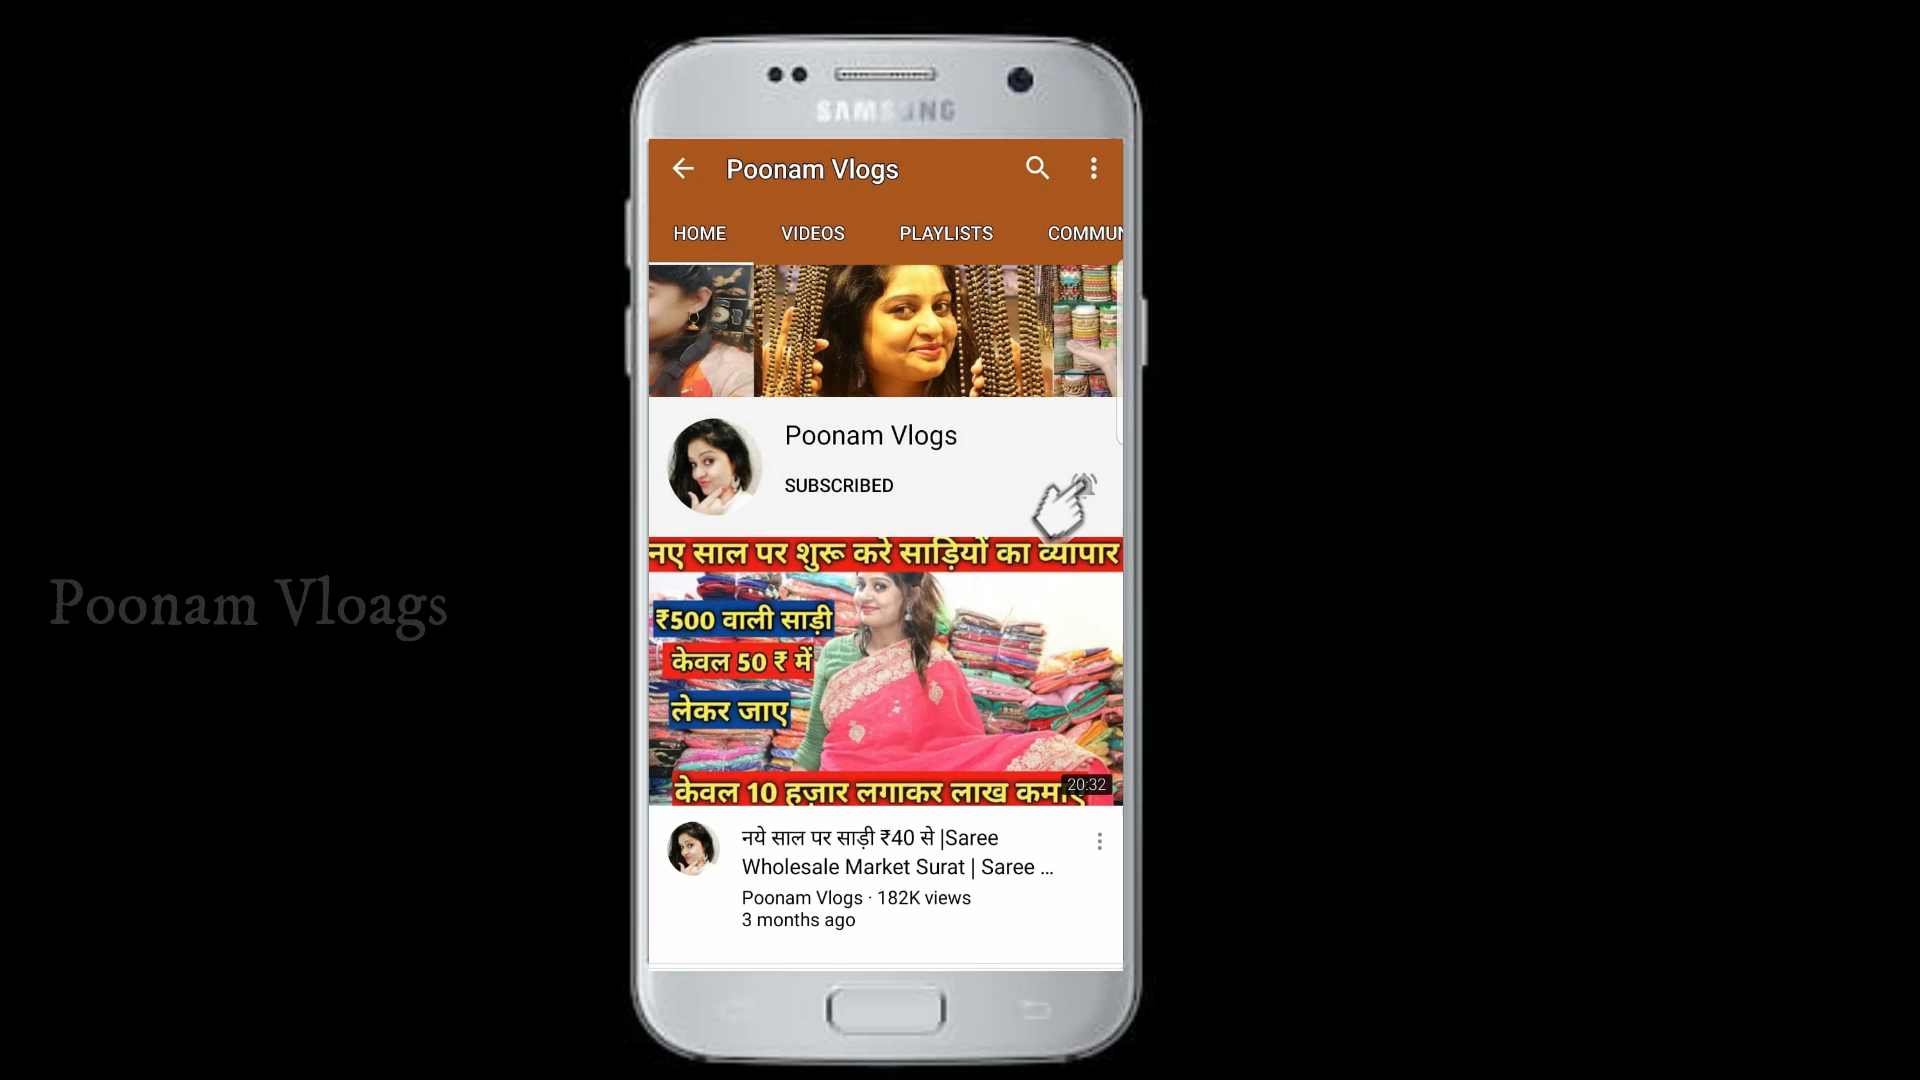 SAMSUNG
Poonam Vlogs
HOME VIDEOS PLAYLISTS COMMUN
Poonam Vlogs
SUBSCRIBED
नए साल पर शुरू करे साड़ियों का व्यापार
₹500 वाली साड़ी
केवल 50 ₹ में
लेकर जाए
केवल 10 हज़ार लगाकर लाख कमाए
20:32
नये साल पर साड़ी ₹40 से |Saree
Wholesale Market Surat | Saree ...
Poonam Vlogs · 182K views
3 months ago
Poonam Vloags